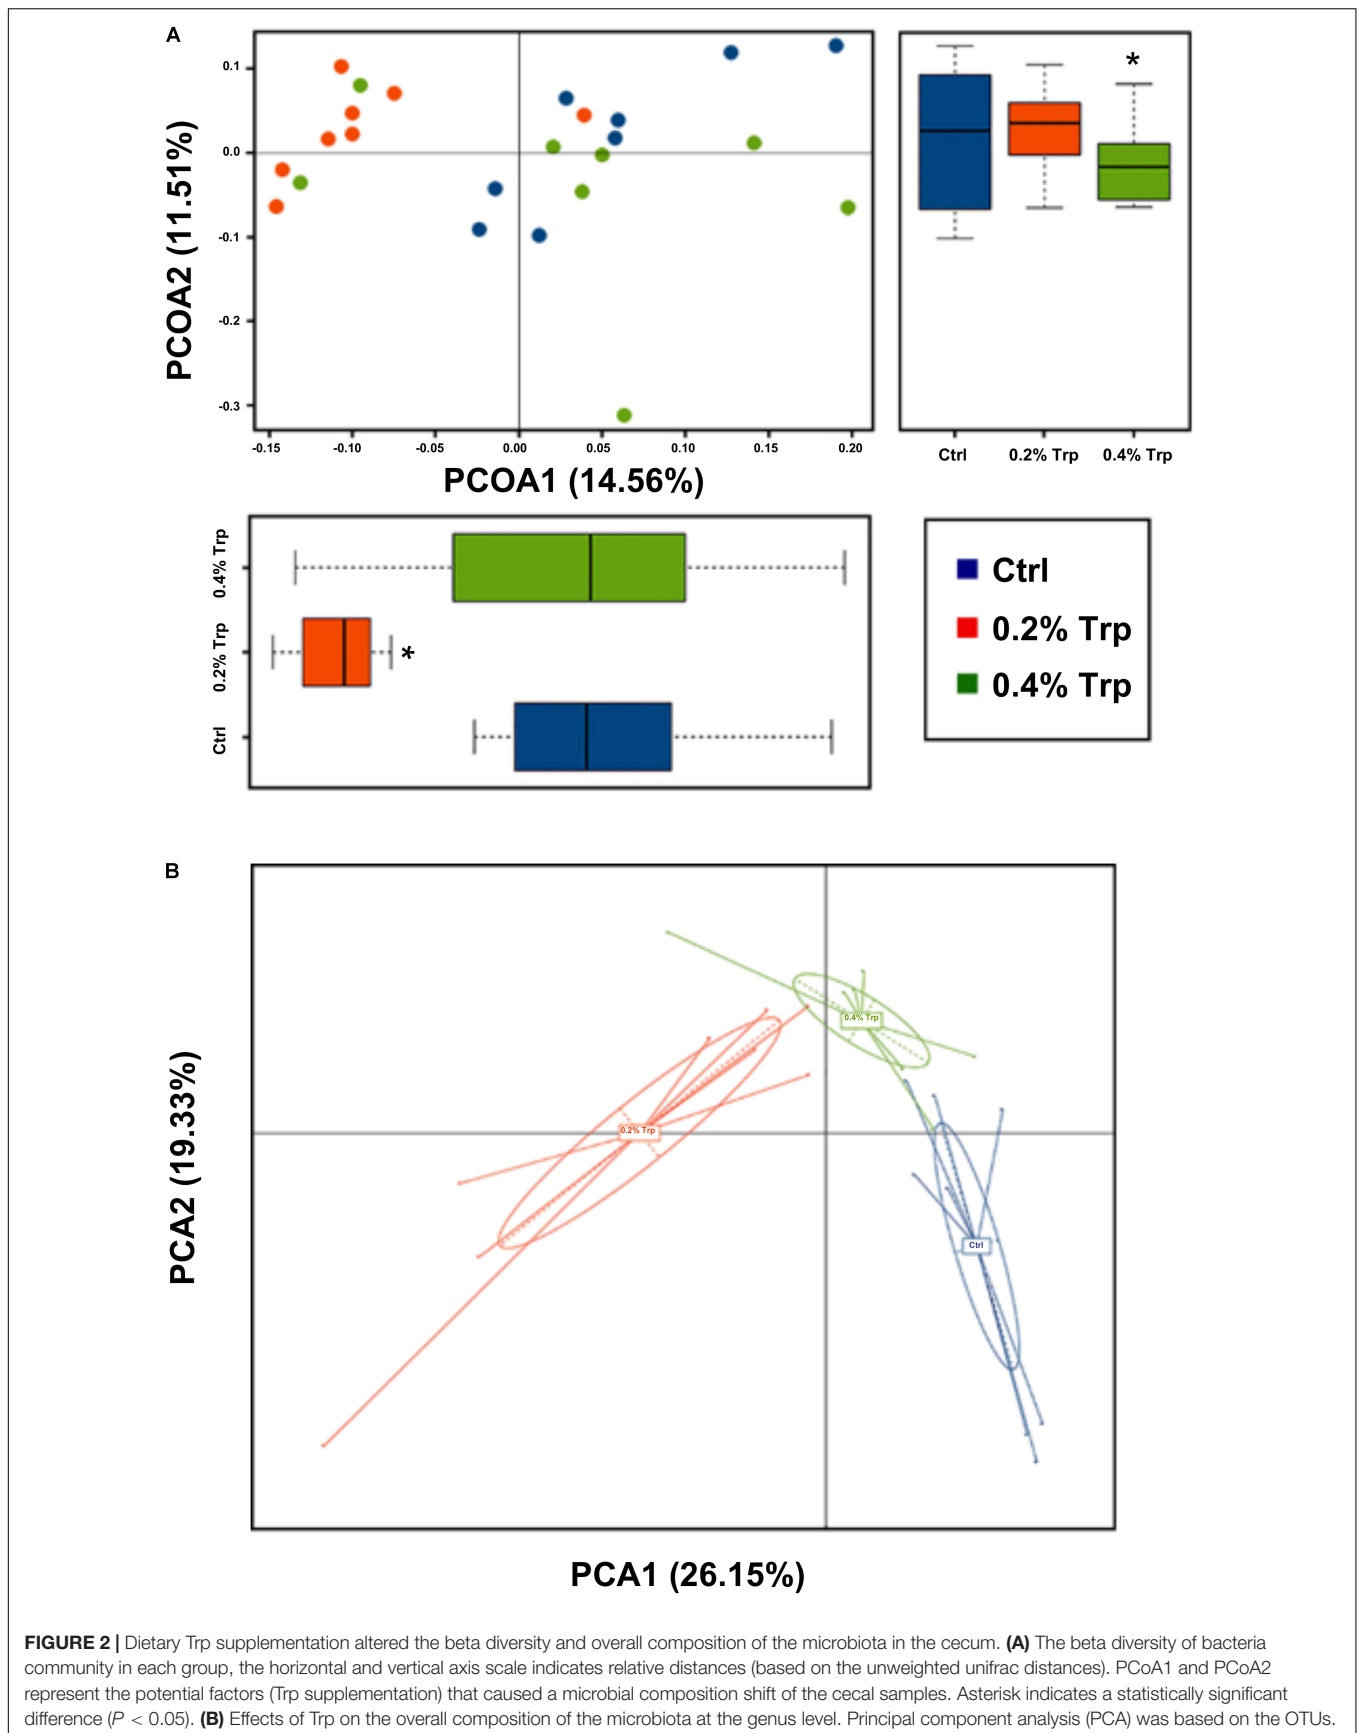 A
0.1
0.0
-0.1
-0.2
-0.3
PCOA2 (11.51%)
-0.15 -0.10 -0.05 0.00 0.05 0.10 0.15 0.20
PCOA1 (14.56%)
*
Ctrl 0.2% Trp 0.4% Trp
0.4% Trp
0.2% Trp
Ctrl
*
Ctrl
0.2% Trp
0.4% Trp
B
PCA2 (19.33%)
0.4% Trp
0.2% Trp
Ctrl
PCA1 (26.15%)
FIGURE 2 | Dietary Trp supplementation altered the beta diversity and overall composition of the microbiota in the cecum. (A) The beta diversity of bacteria
community in each group, the horizontal and vertical axis scale indicates relative distances (based on the unweighted unifrac distances). PCoA1 and PCoA2
represent the potential factors (Trp supplementation) that caused a microbial composition shift of the cecal samples. Asterisk indicates a statistically significant
difference (P < 0.05). (B) Effects of Trp on the overall composition of the microbiota at the genus level. Principal component analysis (PCA) was based on the OTUs.